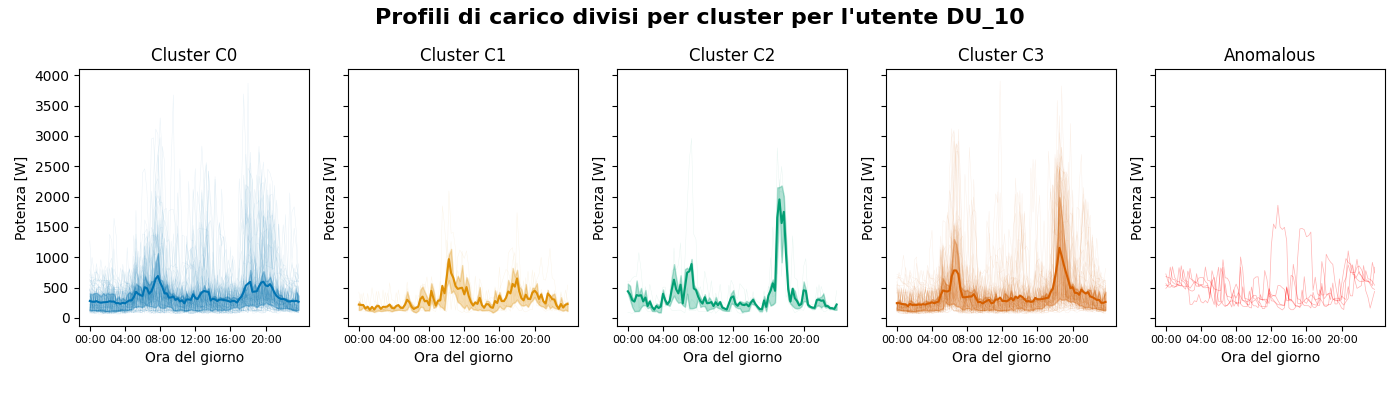 Profili di carico divisi per cluster per l'utente DU_10
Cluster C0
Cluster C1
Cluster C2
Cluster C3
Anomalous
4000
3500
3000
2500
2000
1500
1000
500
0
Potenza [W]
Potenza [W]
Potenza [W]
Potenza [W]
Potenza [W]
00:00 04:00 08:00 12:00 16:00 20:00
00:00 04:00 08:00 12:00 16:00 20:00
00:00 04:00 08:00 12:00 16:00 20:00
00:00 04:00 08:00 12:00 16:00 20:00
00:00 04:00 08:00 12:00 16:00 20:00
Ora del giorno
Ora del giorno
Ora del giorno
Ora del giorno
Ora del giorno